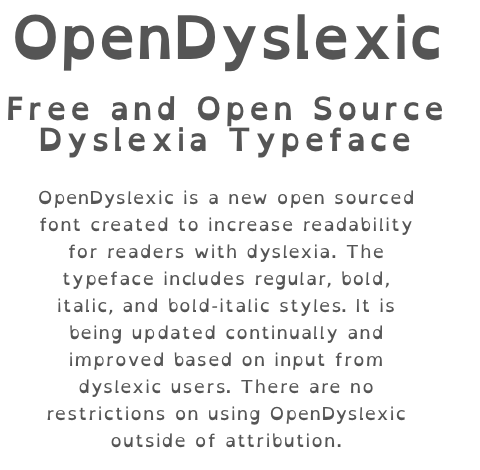 OpenDyslexic
Free and Open Source
Dyslexia Typeface
OpenDyslexic is a new open sourced
font created to increase readability
for readers with dyslexia. The
typeface includes regular, bold,
italic, and bold-italic styles. It is
being updated continually and
improved based on input from
dyslexic users. There are no
restrictions on using OpenDyslexic
outside of attribution.